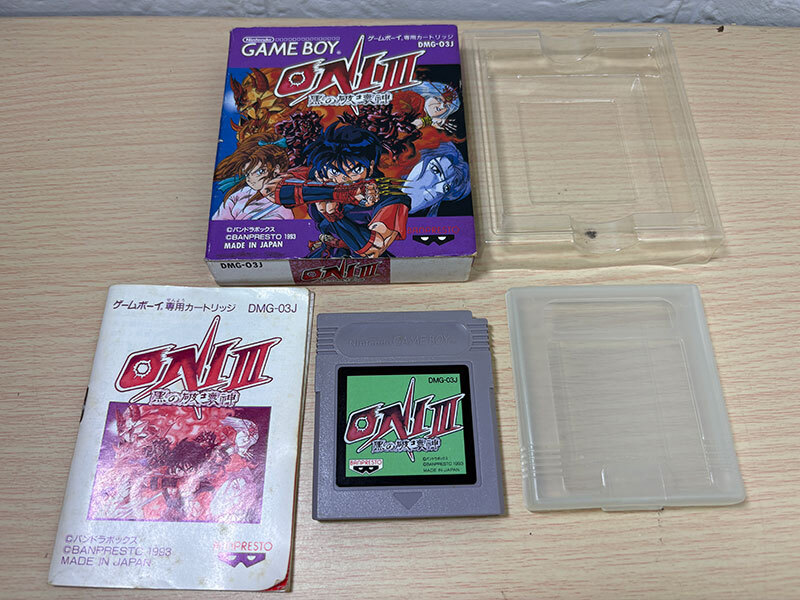 Nintendo
GAME BOY
ゲームボーイ専用カートリッジ
DMG-03J
ONI III
黒の破壊神
©パンドラボックス
©BANPRESTO 1993
MADE IN JAPAN
BANPRESTO
DMG-03J
ONI III
ゲームボーイ専用カートリッジ DMG-03J
ONI III
黒の破壊神
©パンドラボックス
©BANPRESTO 1993
MADE IN JAPAN
BANPRESTO
Nintendo GAME BOY
DMG-03J
ONI III
黒の破壊神
BANPRESTO
©パンドラボックス
©BANPRESTO 1993
MADE IN JAPAN